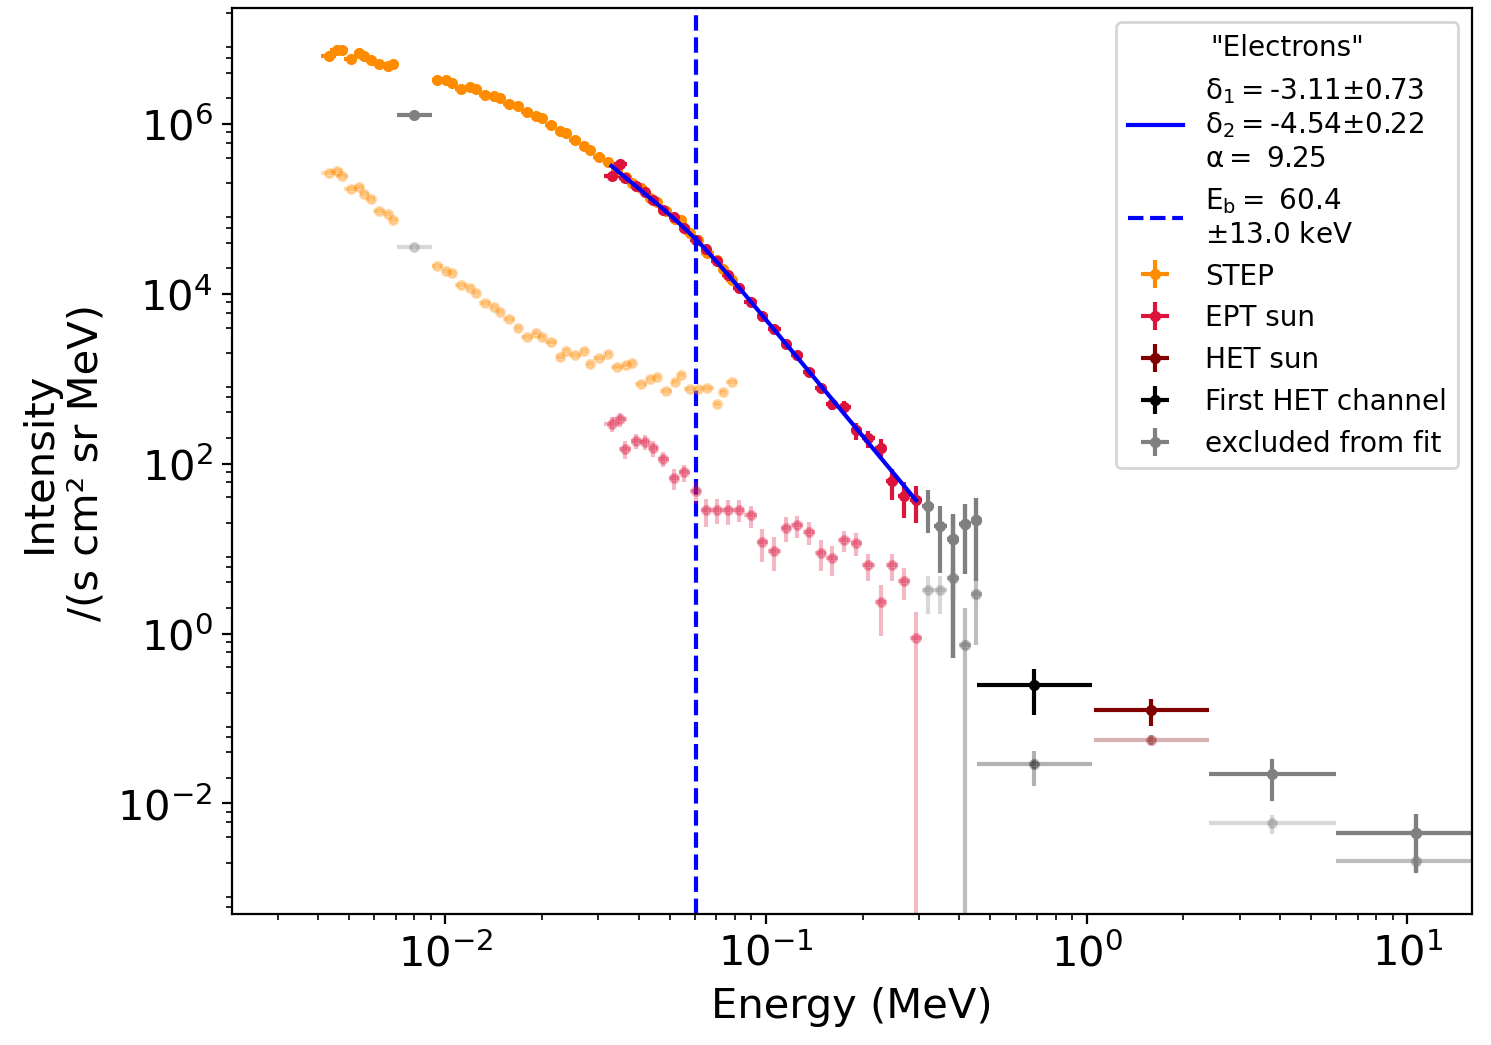 Intensity
/(s cm² sr MeV)
10⁶
10⁴
10²
10⁰
10⁻²
10⁻²
10⁻¹
10⁰
10¹
Energy (MeV)
"Electrons"
δ₁ = -3.11±0.73
δ₂ = -4.54±0.22
α = 9.25
E_b = 60.4
±13.0 keV
STEP
EPT sun
HET sun
First HET channel
excluded from fit